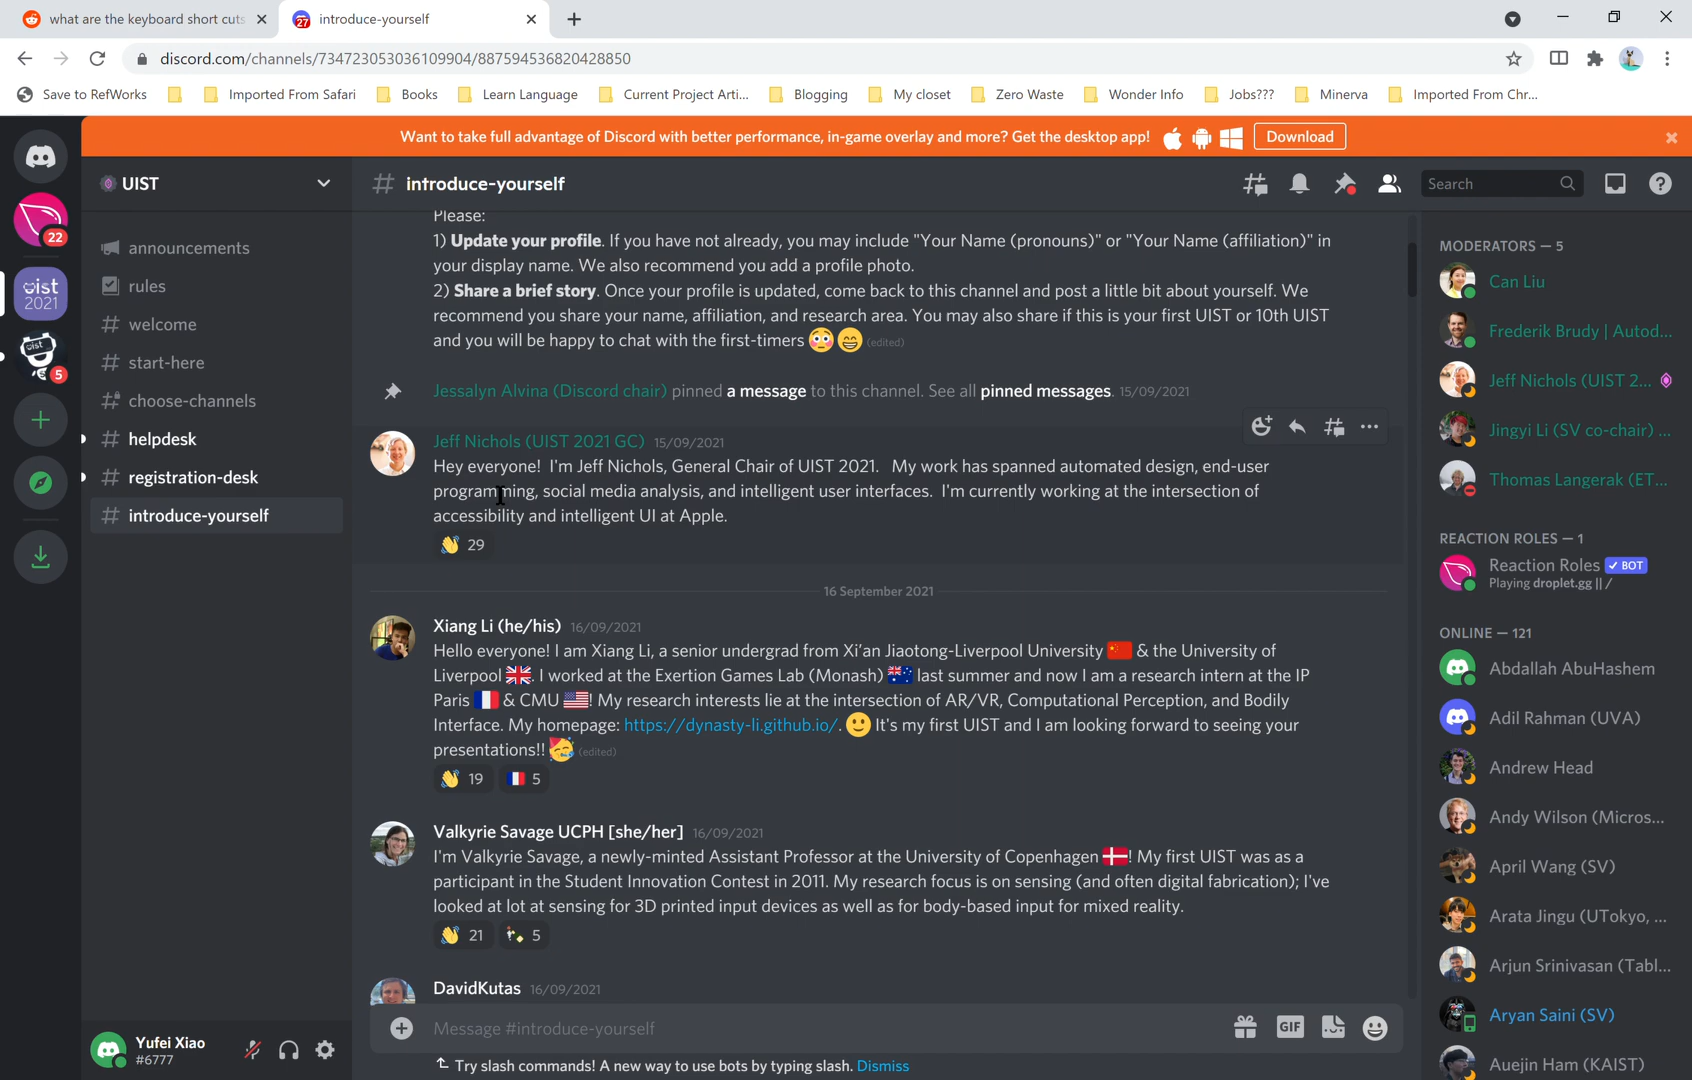 what are the keyboard short cuts
27
introduce-yourself
discord.com/channels/734723053036109904/887594536820428850
Save to RefWorks
Imported From Safari
Books
Learn Language
Current Project Arti...
Blogging
My closet
Zero Waste
Wonder Info
Jobs???
Minerva
Imported From Chr...
Want to take full advantage of Discord with better performance, in-game overlay and more? Get the desktop app!
Download
22
uist
2021
uist
5
UIST
announcements
rules
welcome
start-here
choose-channels
helpdesk
registration-desk
introduce-yourself
Yufei Xiao
#6777
introduce-yourself
Search
Please:
1) Update your profile. If you have not already, you may include "Your Name (pronouns)" or "Your Name (affiliation)" in
your display name. We also recommend you add a profile photo.
2) Share a brief story. Once your profile is updated, come back to this channel and post a little bit about yourself. We
recommend you share your name, affiliation, and research area. You may also share if this is your first UIST or 10th UIST
and you will be happy to chat with the first-timers 😳😁 (edited)
Jessalyn Alvina (Discord chair) pinned a message to this channel. See all pinned messages. 15/09/2021
Jeff Nichols (UIST 2021 GC) 15/09/2021
Hey everyone! I'm Jeff Nichols, General Chair of UIST 2021. My work has spanned automated design, end-user
programming, social media analysis, and intelligent user interfaces. I'm currently working at the intersection of
accessibility and intelligent UI at Apple.
👋 29
16 September 2021
Xiang Li (he/his) 16/09/2021
Hello everyone! I am Xiang Li, a senior undergrad from Xi'an Jiaotong-Liverpool University 🇨🇳 & the University of
Liverpool 🇬🇧. I worked at the Exertion Games Lab (Monash) 🇦🇺 last summer and now I am a research intern at the IP
Paris 🇫🇷 & CMU 🇺🇸! My research interests lie at the intersection of AR/VR, Computational Perception, and Bodily
Interface. My homepage: https://dynasty-li.github.io/. 🙂 It's my first UIST and I am looking forward to seeing your
presentations!! 🥳 (edited)
👋 19 🇫🇷 5
Valkyrie Savage UCPH [she/her] 16/09/2021
I'm Valkyrie Savage, a newly-minted Assistant Professor at the University of Copenhagen 🇩🇰! My first UIST was as a
participant in the Student Innovation Contest in 2011. My research focus is on sensing (and often digital fabrication); I've
looked at lot at sensing for 3D printed input devices as well as for body-based input for mixed reality.
👋 21 5
DavidKutas 16/09/2021
Message #introduce-yourself
GIF
Try slash commands! A new way to use bots by typing slash. Dismiss
MODERATORS — 5
Can Liu
Frederik Brudy | Autod...
Jeff Nichols (UIST 2...
Jingyi Li (SV co-chair) ...
Thomas Langerak (ET...
REACTION ROLES — 1
Reaction Roles ✓ BOT
Playing droplet.gg || /
ONLINE — 121
Abdallah AbuHashem
Adil Rahman (UVA)
Andrew Head
Andy Wilson (Micros...
April Wang (SV)
Arata Jingu (UTokyo, ...
Arjun Srinivasan (Tabl...
Aryan Saini (SV)
Auejin Ham (KAIST)